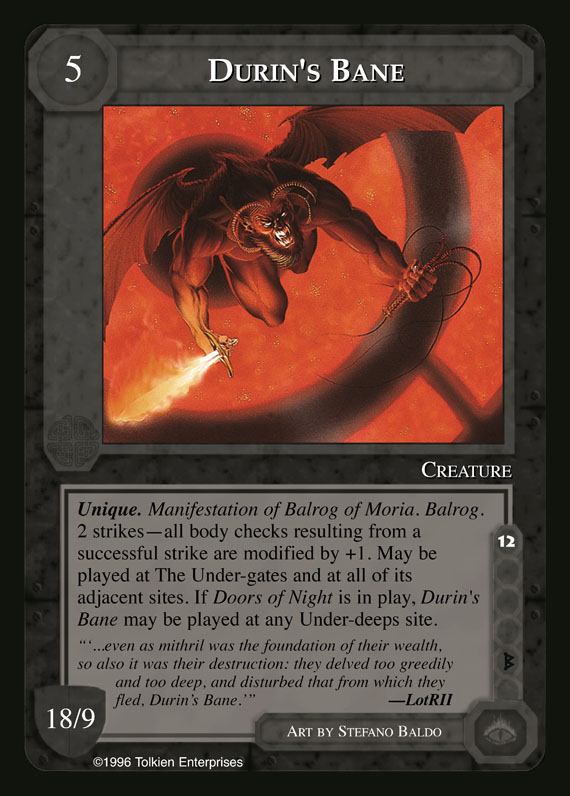 5
DURIN'S BANE
CREATURE
Unique. Manifestation of Balrog of Moria. Balrog.
2 strikes—all body checks resulting from a
successful strike are modified by +1. May be
played at The Under-gates and at all of its
adjacent sites. If Doors of Night is in play, Durin's
Bane may be played at any Under-deeps site.
12
“‘...even as mithril was the foundation of their wealth,
so also it was their destruction: they delved too greedily
and too deep, and disturbed that from which they
fled, Durin's Bane.’”
—LotRII
18/9
ART BY STEFANO BALDO
©1996 Tolkien Enterprises